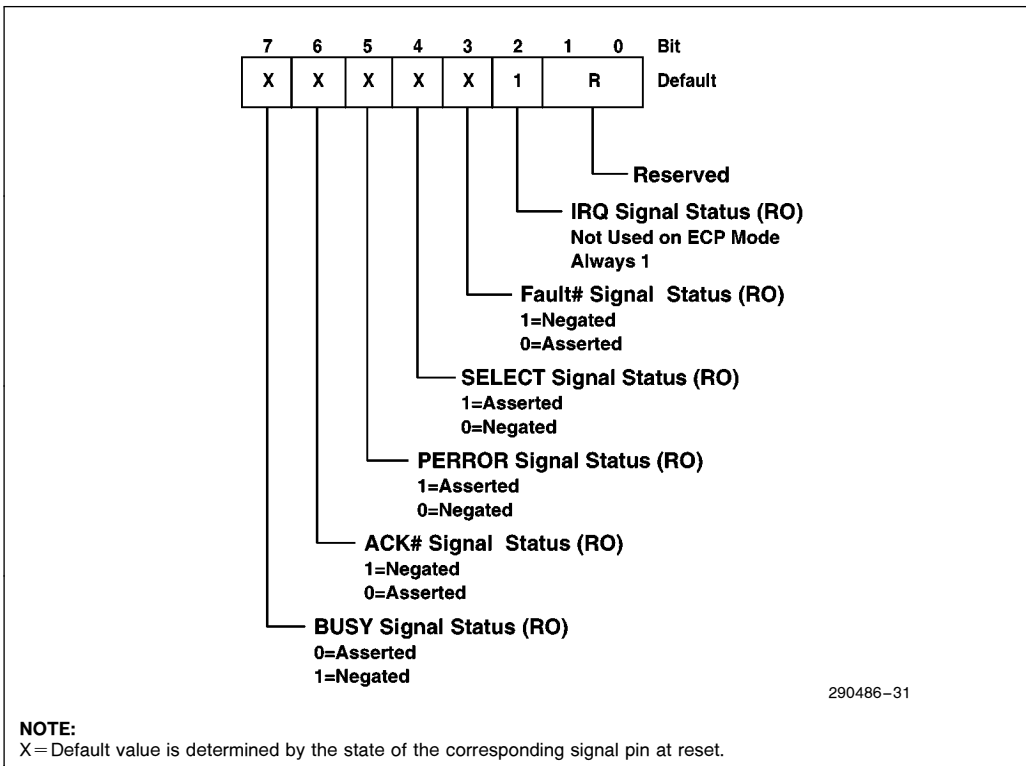 7 6 5 4 3 2 1 0 Bit
X X X X X 1 R Default
Reserved
IRQ Signal Status (RO)
Not Used on ECP Mode
Always 1
Fault# Signal Status (RO)
1=Negated
0=Asserted
SELECT Signal Status (RO)
1=Asserted
0=Negated
PERROR Signal Status (RO)
1=Asserted
0=Negated
ACK# Signal Status (RO)
1=Negated
0=Asserted
BUSY Signal Status (RO)
0=Asserted
1=Negated
290486–31
NOTE:
X=Default value is determined by the state of the corresponding signal pin at reset.